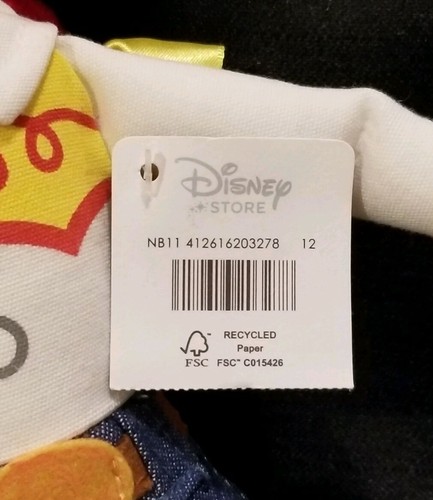 Disney
STORE
NB11 412616203278 12
RECYCLED
Paper
FSC FSC™ C015426